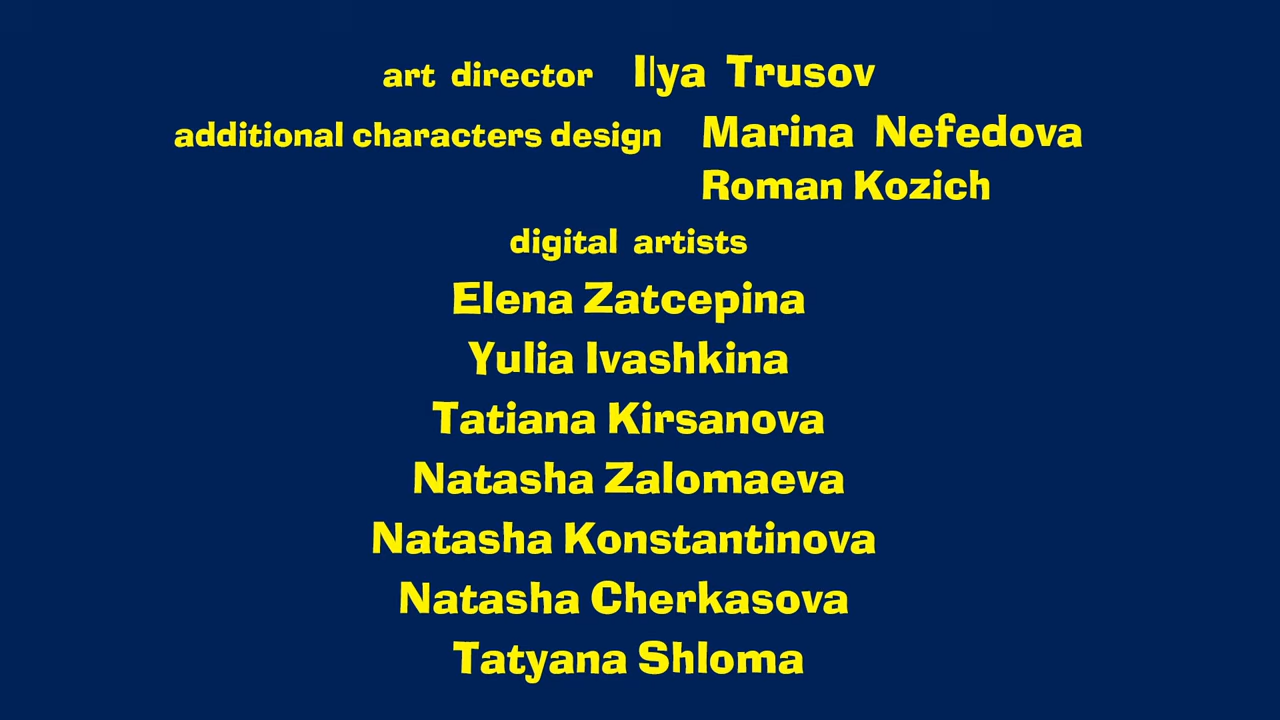 art director Ilya Trusov
additional characters design Marina Nefedova
Roman Kozich
digital artists
Elena Zatcepina
Yulia Ivashkina
Tatiana Kirsanova
Natasha Zalomaeva
Natasha Konstantinova
Natasha Cherkasova
Tatyana Shloma